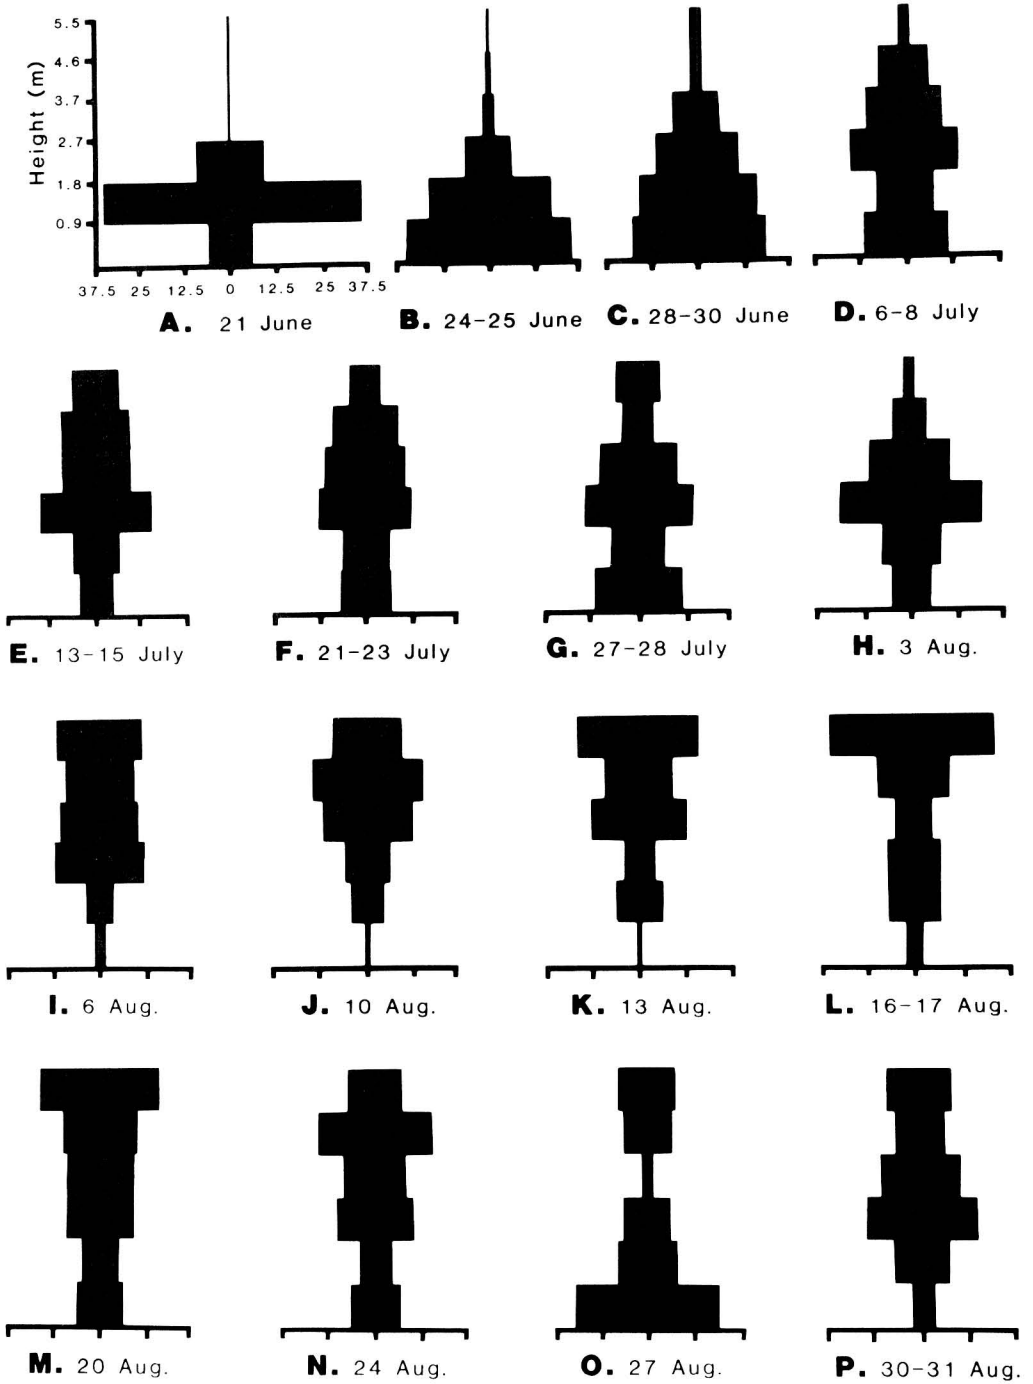 Height (m)
5.5
4.6
3.7
2.7
1.8
0.9
37.5 25 12.5 0 12.5 25 37.5
A. 21 June
B. 24-25 June
C. 28-30 June
D. 6-8 July
E. 13-15 July
F. 21-23 July
G. 27-28 July
H. 3 Aug.
I. 6 Aug.
J. 10 Aug.
K. 13 Aug.
L. 16-17 Aug.
M. 20 Aug.
N. 24 Aug.
O. 27 Aug.
P. 30-31 Aug.